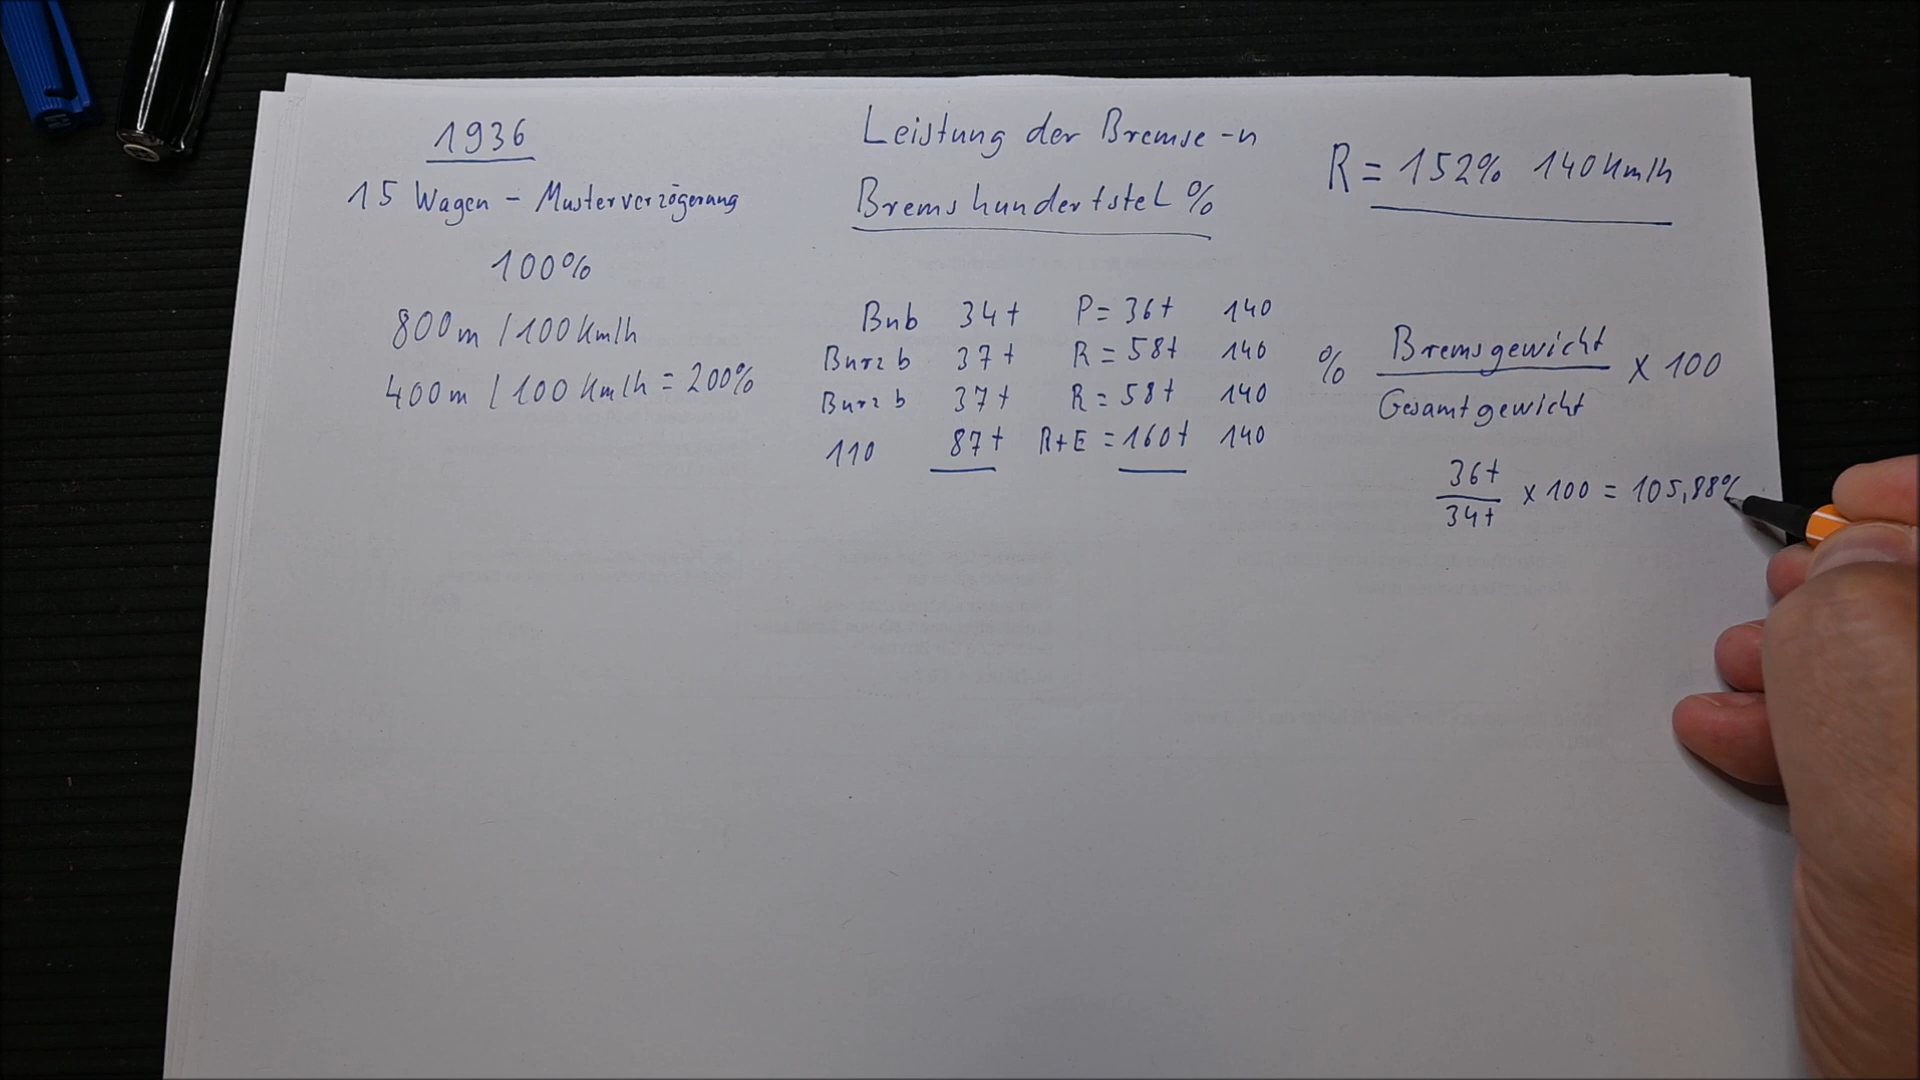 1936
15 Wagen - Musterverzögerung
100%
800m / 100 Km/h
400m / 100 Km/h = 200%
Leistung der Bremse -n
Bremshundertstel %
Bnb 34t P = 36t 140
Bnrz b 37t R = 58t 140
Bnrz b 37t R = 58t 140
110 87t R+E = 160t 140
R = 152% 140 Km/h
% Bremsgewicht x 100
Gesamtgewicht
36t x 100 = 105,88%
34t